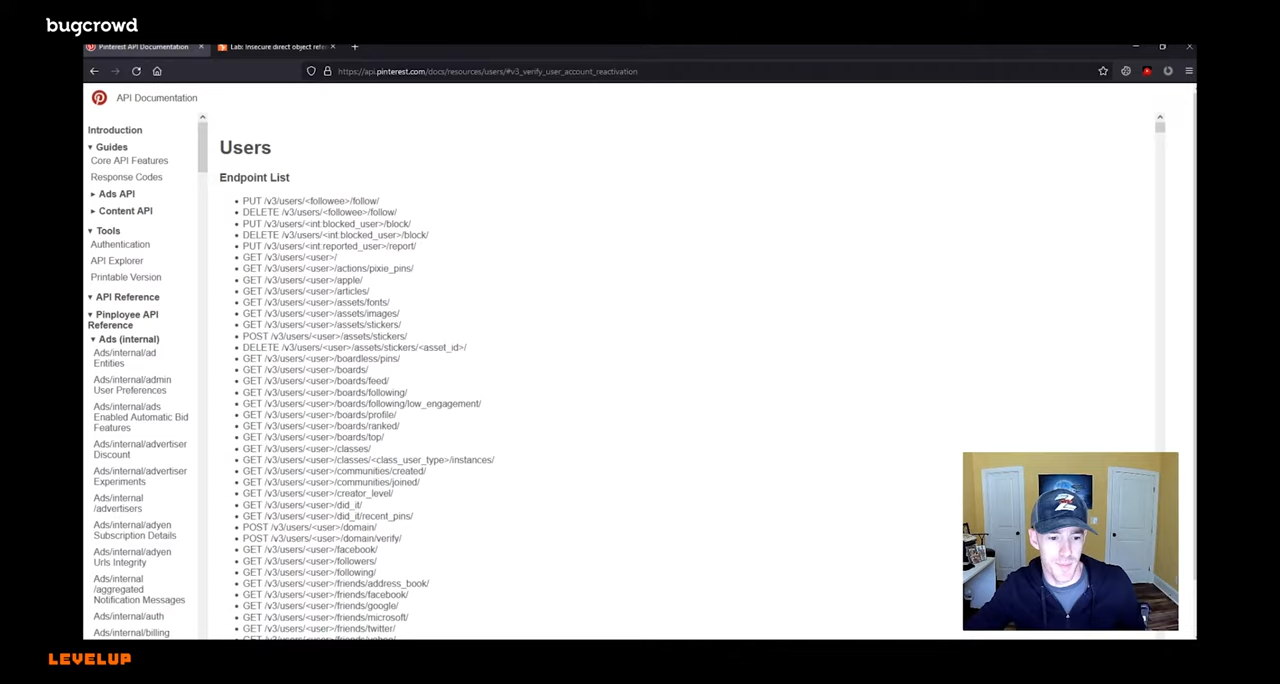 bugcrowd
Pinterest API Documentation
Lab: Insecure direct object refe
https://api.pinterest.com/docs/resources/users/#v3_verify_user_account_reactivation
API Documentation
Introduction
Guides
Core API Features
Response Codes
Ads API
Content API
Tools
Authentication
API Explorer
Printable Version
API Reference
Pinployee API
Reference
Ads (internal)
Ads/internal/ad
Entities
Ads/internal/admin
User Preferences
Ads/internal/ads
Enabled Automatic Bid
Features
Ads/internal/advertiser
Discount
Ads/internal/advertiser
Experiments
Ads/internal
/advertisers
Ads/internal/adyen
Subscription Details
Ads/internal/adyen
Urls Integrity
Ads/internal
/aggregated
Notification Messages
Ads/internal/auth
Ads/internal/billing
Users
Endpoint List
PUT /v3/users/<followee>/follow/
DELETE /v3/users/<followee>/follow/
PUT /v3/users/<int:blocked_user>/block/
DELETE /v3/users/<int:blocked_user>/block/
PUT /v3/users/<int:reported_user>/report/
GET /v3/users/<user>/
GET /v3/users/<user>/actions/pixie_pins/
GET /v3/users/<user>/apple/
GET /v3/users/<user>/articles/
GET /v3/users/<user>/assets/fonts/
GET /v3/users/<user>/assets/images/
GET /v3/users/<user>/assets/stickers/
POST /v3/users/<user>/assets/stickers/
DELETE /v3/users/<user>/assets/stickers/<asset_id>/
GET /v3/users/<user>/boardless/pins/
GET /v3/users/<user>/boards/
GET /v3/users/<user>/boards/feed/
GET /v3/users/<user>/boards/following/
GET /v3/users/<user>/boards/following/low_engagement/
GET /v3/users/<user>/boards/profile/
GET /v3/users/<user>/boards/ranked/
GET /v3/users/<user>/boards/top/
GET /v3/users/<user>/classes/
GET /v3/users/<user>/classes/<class_user_type>/instances/
GET /v3/users/<user>/communities/created/
GET /v3/users/<user>/communities/joined/
GET /v3/users/<user>/creator_level/
GET /v3/users/<user>/did_it/
GET /v3/users/<user>/did_it/recent_pins/
POST /v3/users/<user>/domain/
POST /v3/users/<user>/domain/verify/
GET /v3/users/<user>/facebook/
GET /v3/users/<user>/followers/
GET /v3/users/<user>/following/
GET /v3/users/<user>/friends/address_book/
GET /v3/users/<user>/friends/facebook/
GET /v3/users/<user>/friends/google/
GET /v3/users/<user>/friends/microsoft/
GET /v3/users/<user>/friends/twitter/
GET /v3/users/<user>/friends/yahoo/
LEVELUP